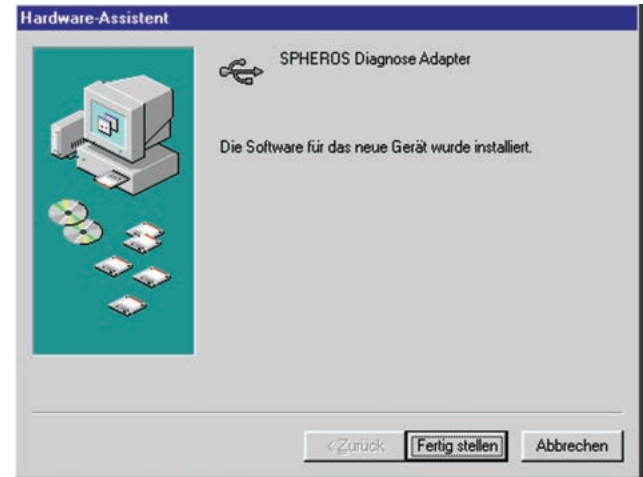 Hardware-Assistent
SPHEROS Diagnose Adapter
Die Software für das neue Gerät wurde installiert.
< Zurück Fertig stellen Abbrechen